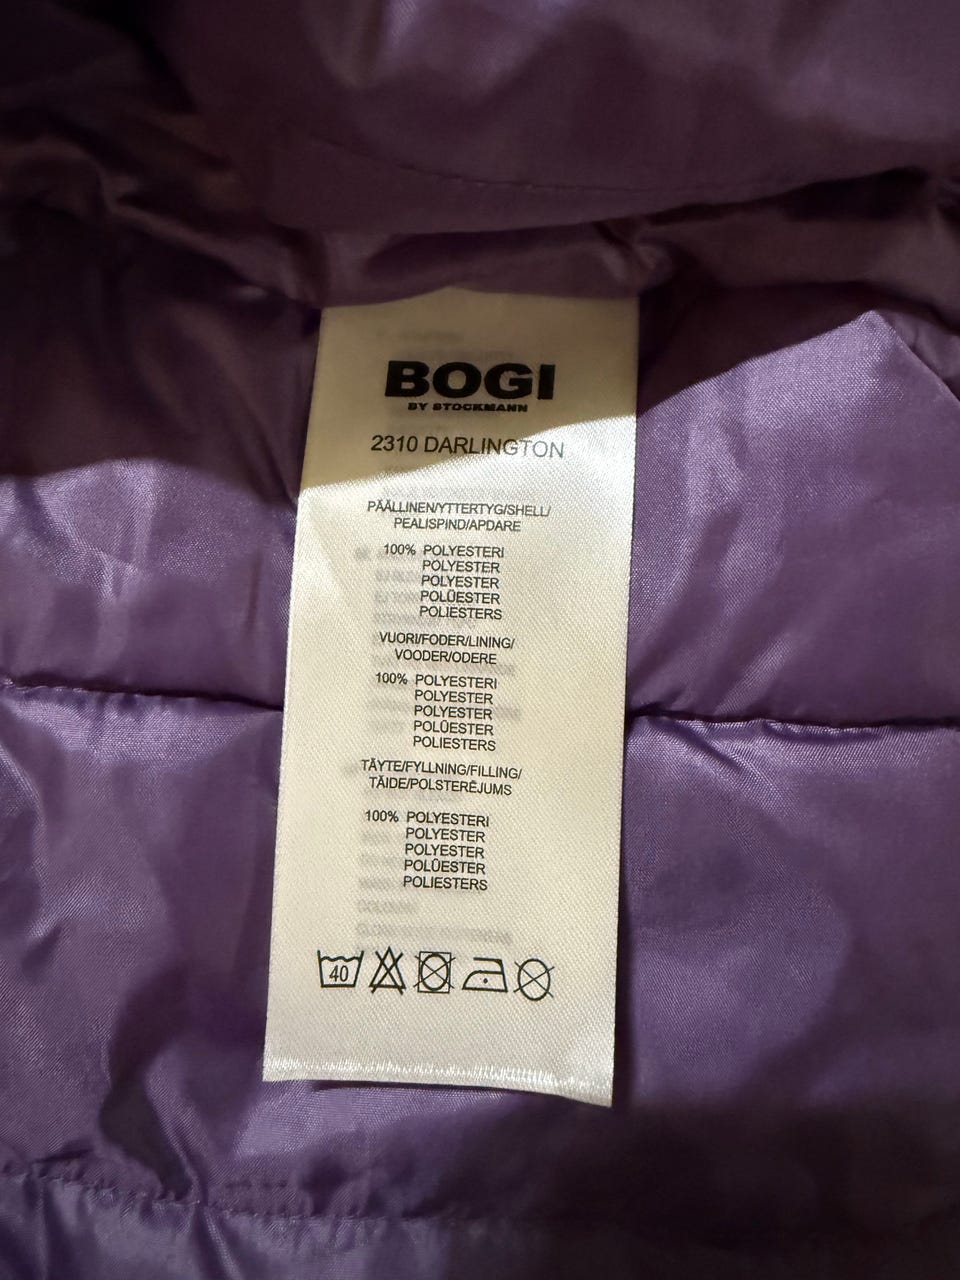 BOGI
BY STOCKMANN
2310 DARLINGTON
PÄÄLLINEN/YTTERTYG/SHELL/
PEALISPIND/APDARE
100% POLYESTERI
POLYESTER
POLYESTER
POLÜESTER
POLIESTERS
VUORI/FODER/LINING/
VOODER/ODERE
100% POLYESTERI
POLYESTER
POLYESTER
POLÜESTER
POLIESTERS
TÄYTE/FYLLNING/FILLING/
TÄIDE/POLSTERĒJUMS
100% POLYESTERI
POLYESTER
POLYESTER
POLÜESTER
POLIESTERS
40